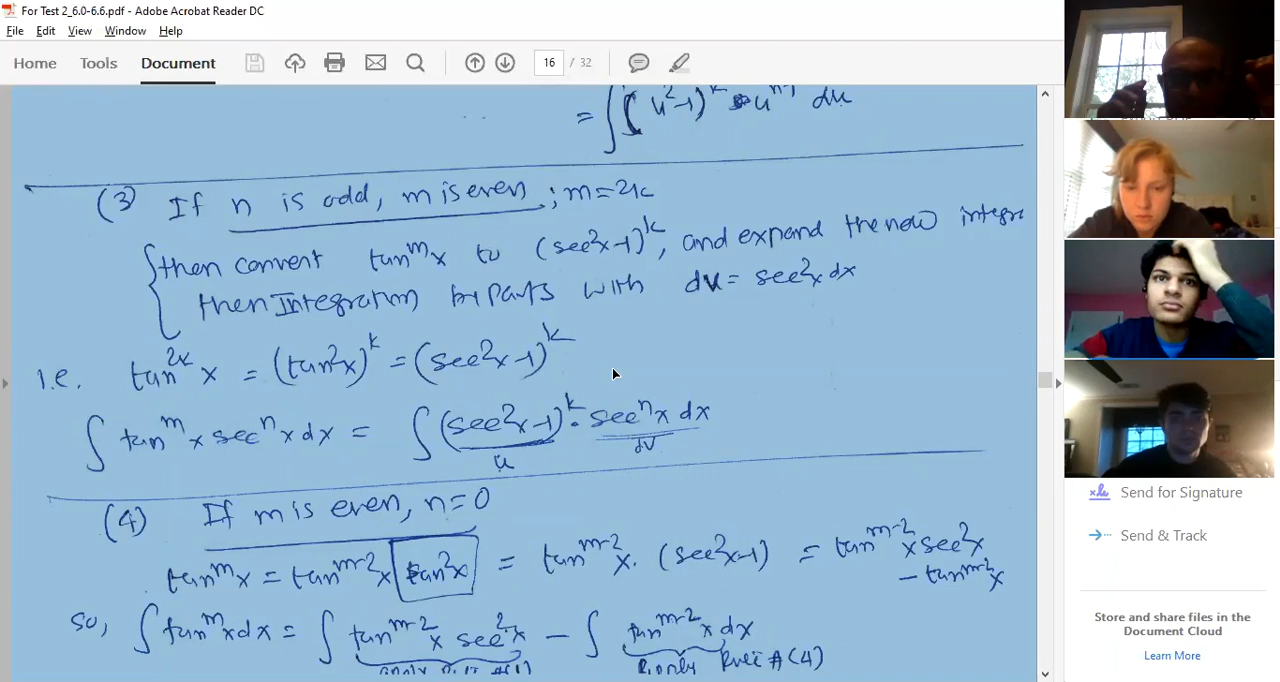 For Test 2_6.0-6.6.pdf - Adobe Acrobat Reader DC
File Edit View Window Help
Home Tools Document 16 / 32
= ∫ (u²-1)^k u^n-1 du
(3) If n is odd, m is even ; m=2k
then convert tan^m x to (sec²x-1)^k, and expand the new integr
then Integration by parts with dv = sec²x dx
i.e. tan^2k x = (tan²x)^k = (sec²x-1)^k
∫ tan^m x sec^n x dx = ∫ (sec²x-1)^k · sec^n x dx
u dv
(4) If m is even, n=0
tan^m x = tan^m-2 x tan²x = tan^m-2 x · (sec²x-1) = tan^m-2 x sec²x
- tan^m-2 x
so, ∫ tan^m x dx = ∫ tan^m-2 x sec²x - ∫ tan^m-2 x dx
Rule #(4)
Send for Signature
Send & Track
Store and share files in the
Document Cloud
Learn More